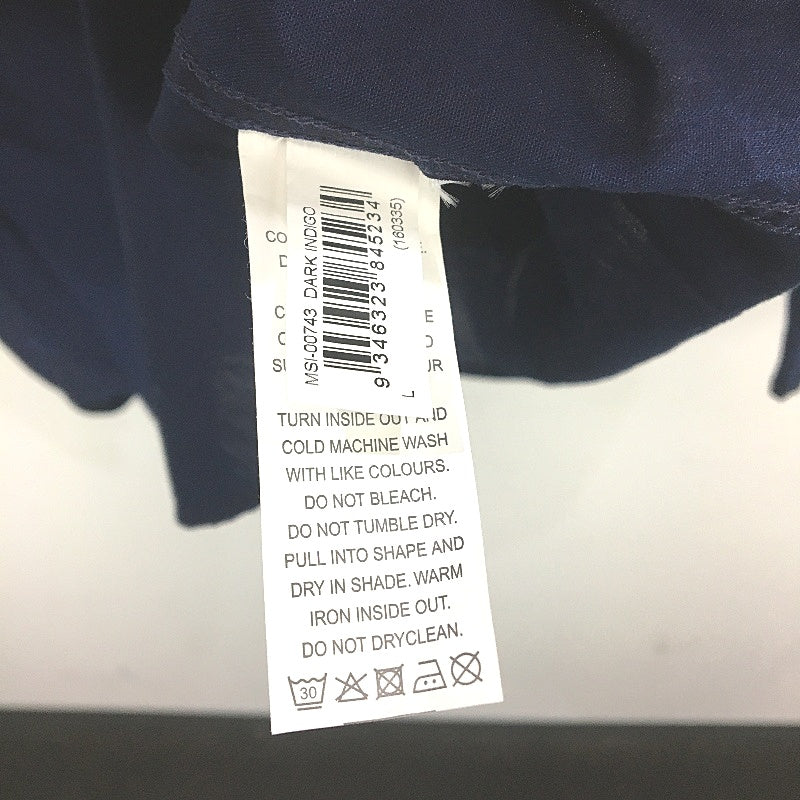 MSI-00743 DARK INDIGO
9 346323 845234
(160335)
L
TURN INSIDE OUT AND
COLD MACHINE WASH
WITH LIKE COLOURS.
DO NOT BLEACH.
DO NOT TUMBLE DRY.
PULL INTO SHAPE AND
DRY IN SHADE. WARM
IRON INSIDE OUT.
DO NOT DRYCLEAN.
30